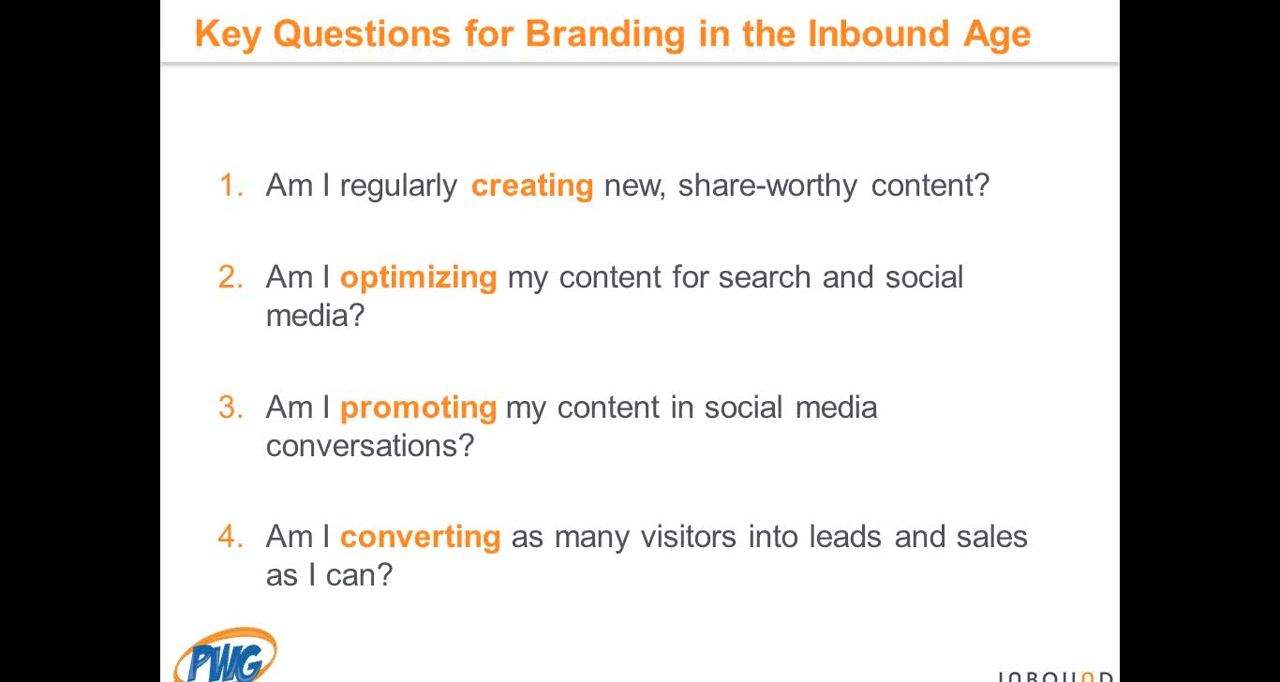 Key Questions for Branding in the Inbound Age
1. Am I regularly creating new, share-worthy content?
2. Am I optimizing my content for search and social
media?
3. Am I promoting my content in social media
conversations?
4. Am I converting as many visitors into leads and sales
as I can?
PWG
INBOUND